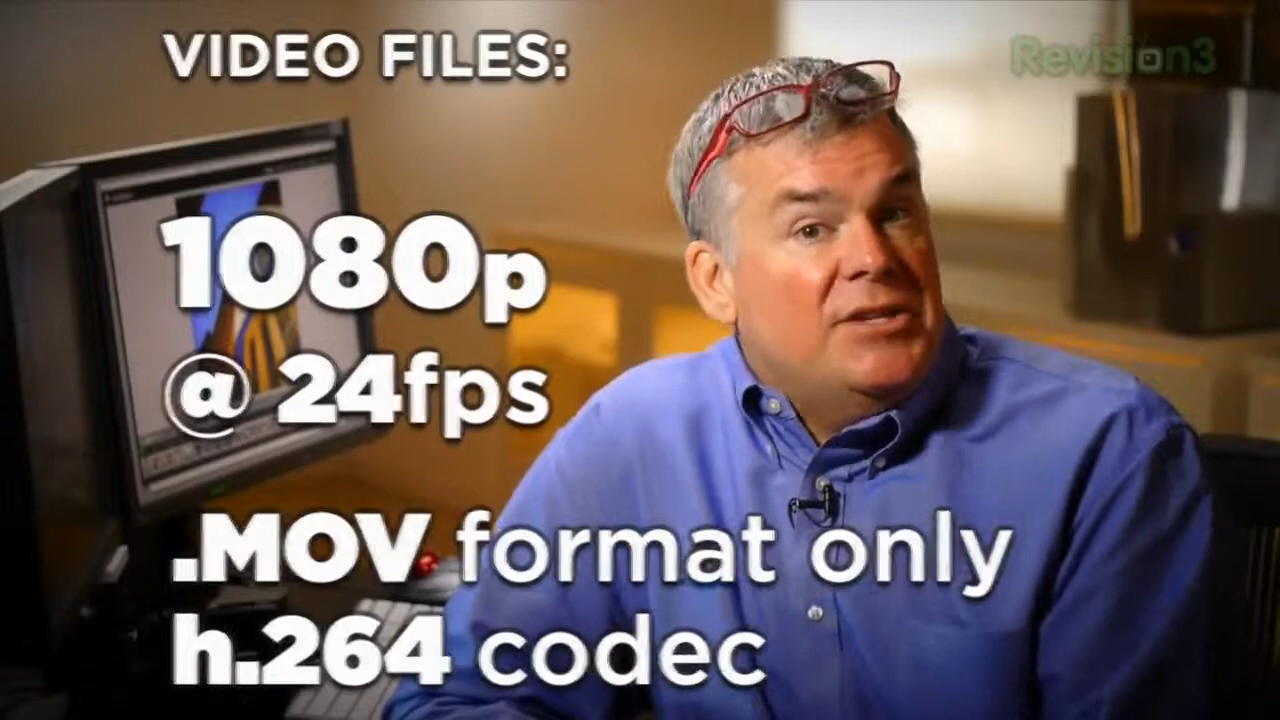 VIDEO FILES:
Revision3
1080p
@ 24fps
.MOV format only
h.264 codec